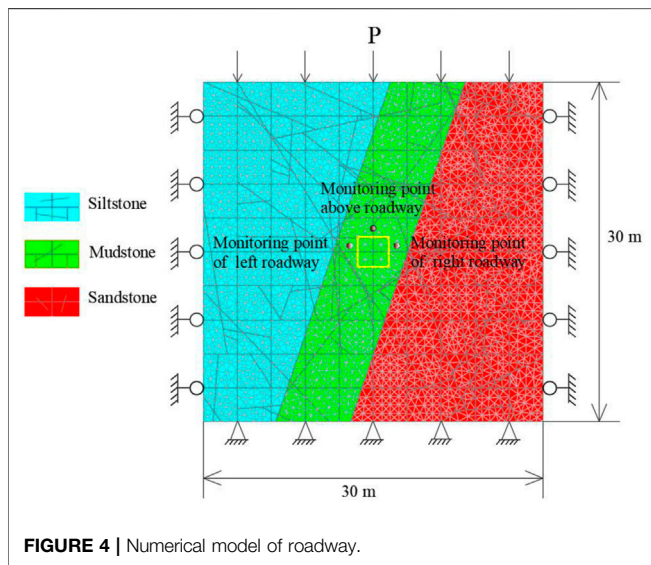 P
Siltstone
Mudstone
Sandstone
Monitoring point
above roadway
Monitoring point
of left roadway
Monitoring point
of right roadway
30 m
30 m
FIGURE 4 | Numerical model of roadway.